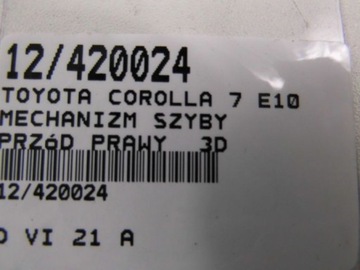 12/420024
TOYOTA COROLLA 7 E10
MECHANIZM SZYBY
PRZóD PRAWY 3D
12/420024
D VI 21 A